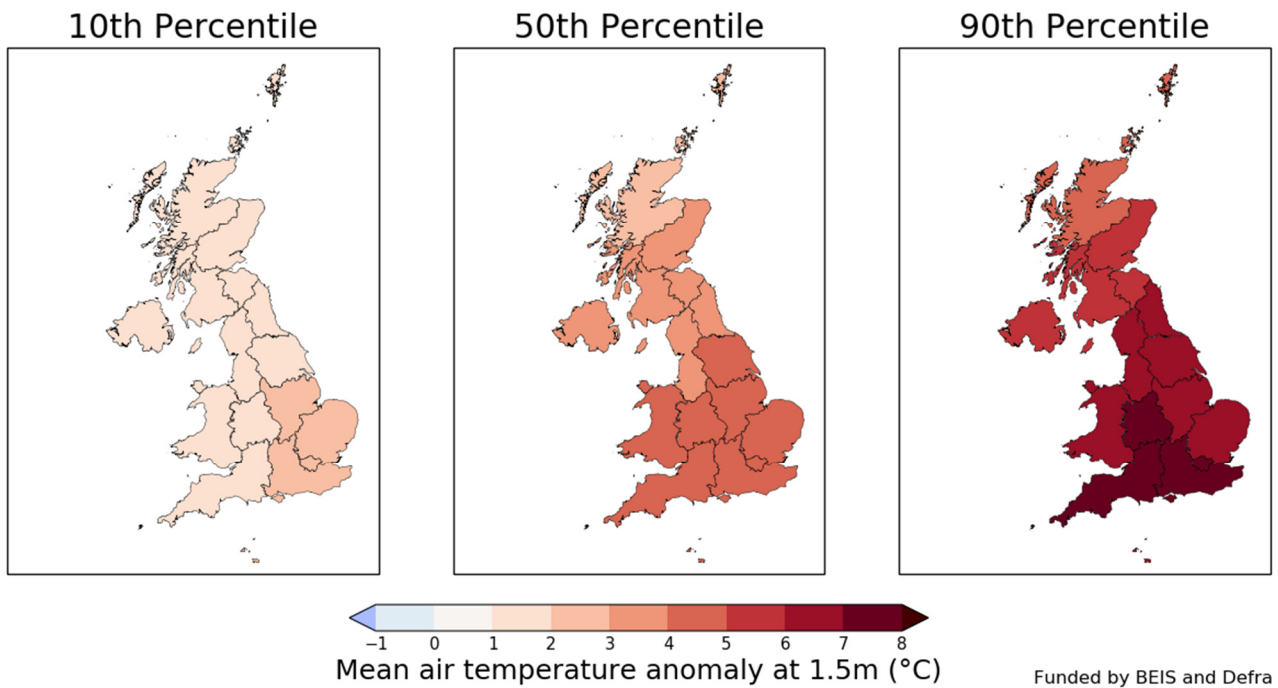 10th Percentile
50th Percentile
90th Percentile
−1 0 1 2 3 4 5 6 7 8
Mean air temperature anomaly at 1.5m (°C)
Funded by BEIS and Defra